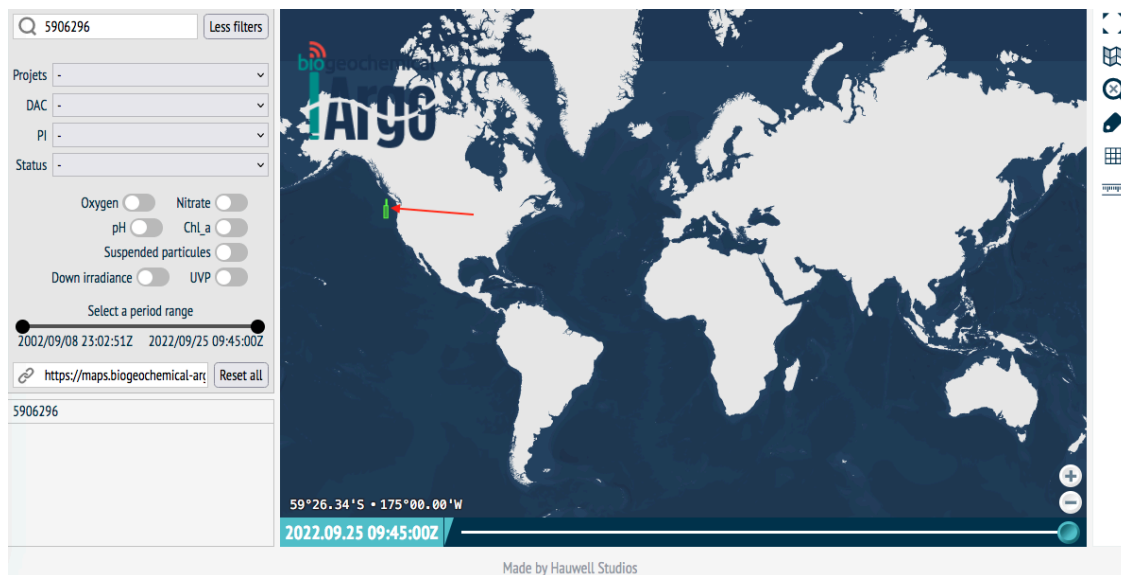 5906296
Less filters
Projets -
DAC -
PI -
Status -
Oxygen Nitrate
pH Chl_a
Suspended particules
Down irradiance UVP
Select a period range
2002/09/08 23:02:51Z 2022/09/25 09:45:00Z
https://maps.biogeochemical-arg
Reset all
5906296
biogeochemical
Argo
+
−
59°26.34'S • 175°00.00'W
2022.09.25 09:45:00Z
Made by Hauwell Studios